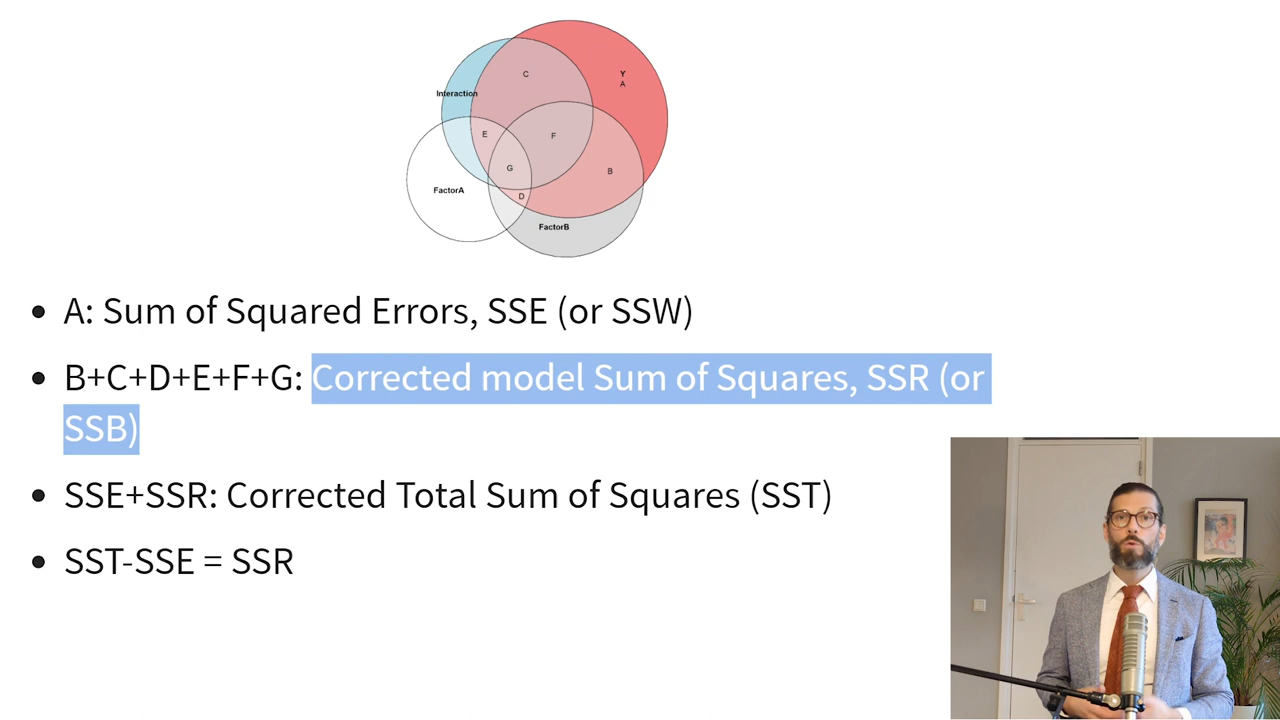 C
Y
A
Interaction
E
F
G
B
FactorA
D
FactorB
• A: Sum of Squared Errors, SSE (or SSW)
• B+C+D+E+F+G: Corrected model Sum of Squares, SSR (or
SSB)
• SSE+SSR: Corrected Total Sum of Squares (SST)
• SST-SSE = SSR